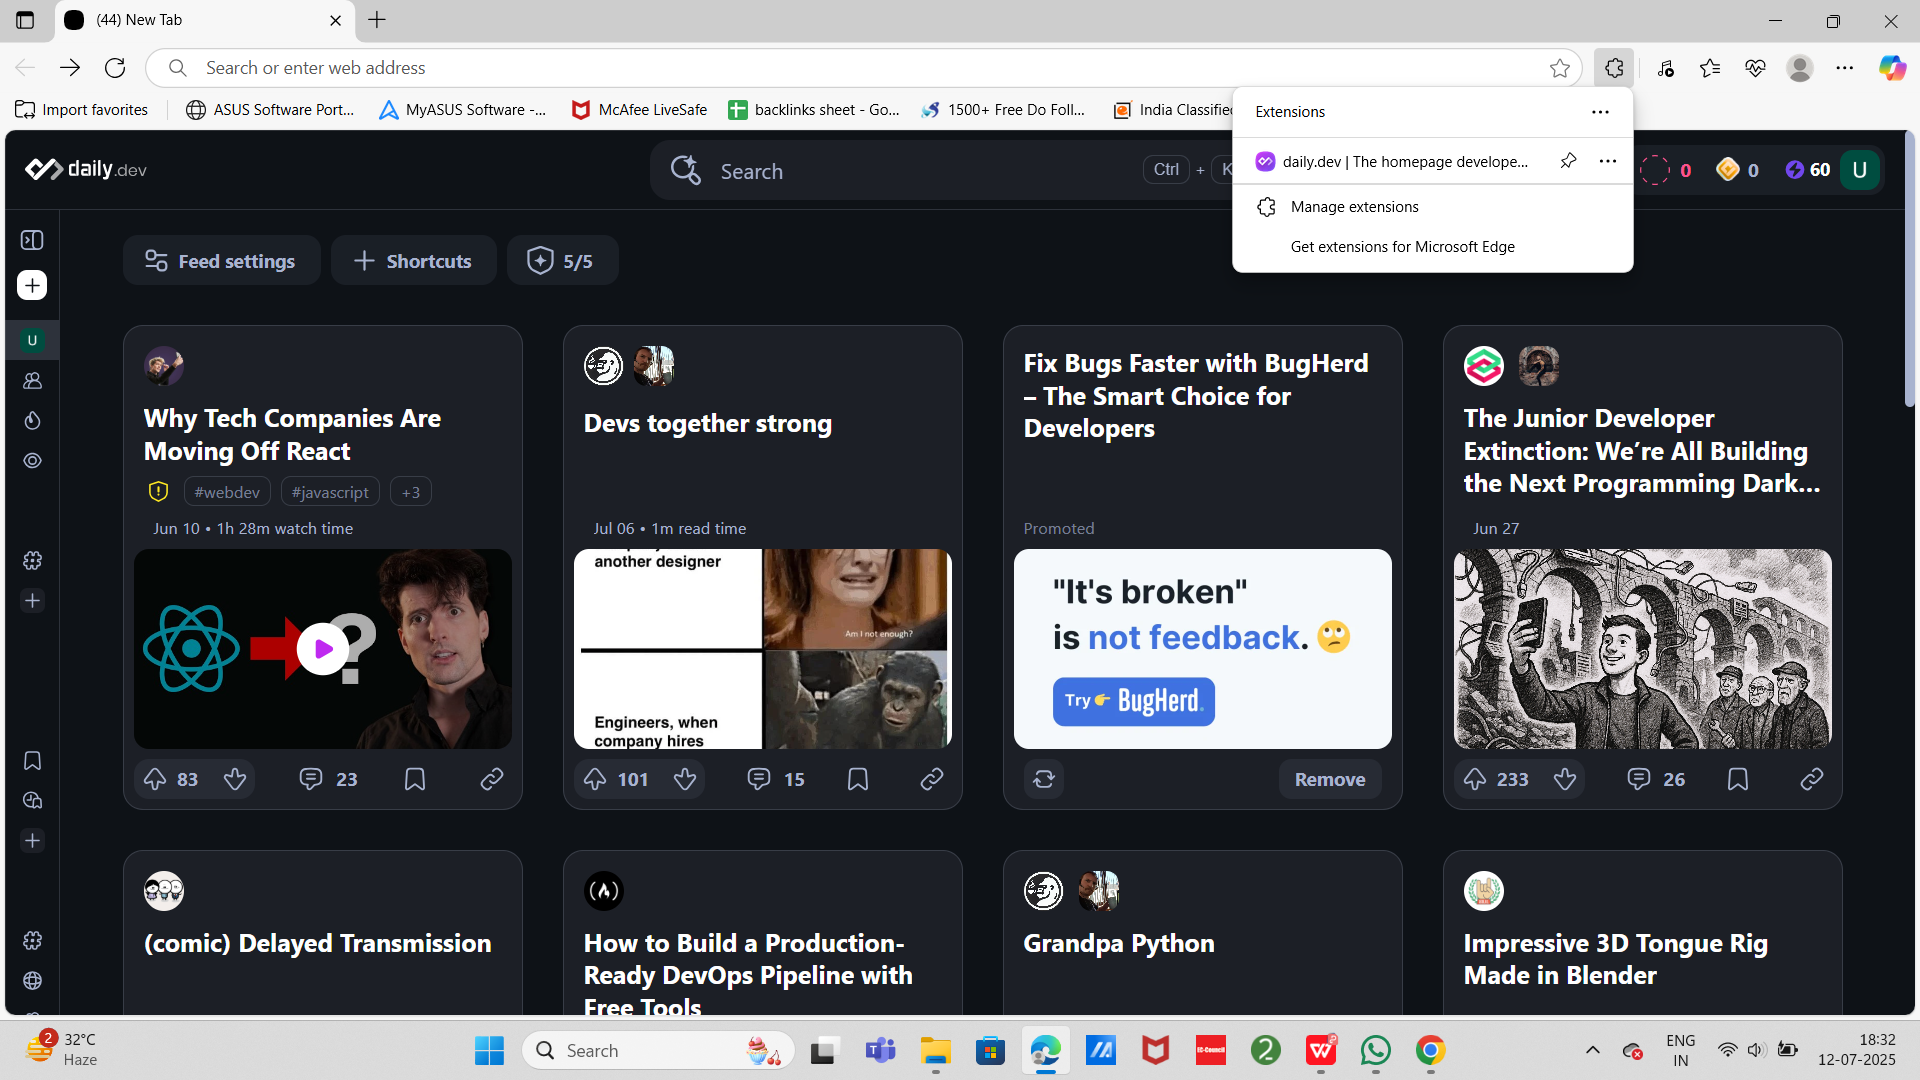 (44) New Tab
Search or enter web address
Import favorites
ASUS Software Port...
MyASUS Software -...
McAfee LiveSafe
backlinks sheet - Go...
1500+ Free Do Foll...
India Classifie
Extensions
daily.dev | The homepage develope...
Manage extensions
Get extensions for Microsoft Edge
daily.dev
Search
Ctrl + K
0
0
60
U
Feed settings
Shortcuts
5/5
U
Why Tech Companies Are
Moving Off React
#webdev
#javascript
+3
Jun 10 • 1h 28m watch time
?
83
23
Devs together strong
Jul 06 • 1m read time
another designer
Am I not enough?
Engineers, when
company hires
101
15
Fix Bugs Faster with BugHerd
– The Smart Choice for
Developers
Promoted
"It's broken"
is not feedback.
Try BugHerd.
Remove
The Junior Developer
Extinction: We’re All Building
the Next Programming Dark...
Jun 27
233
26
(comic) Delayed Transmission
How to Build a Production-
Ready DevOps Pipeline with
Free Tools
Grandpa Python
Impressive 3D Tongue Rig
Made in Blender
2
32°C
Haze
Search
EC-Council
2
ENG
IN
18:32
12-07-2025